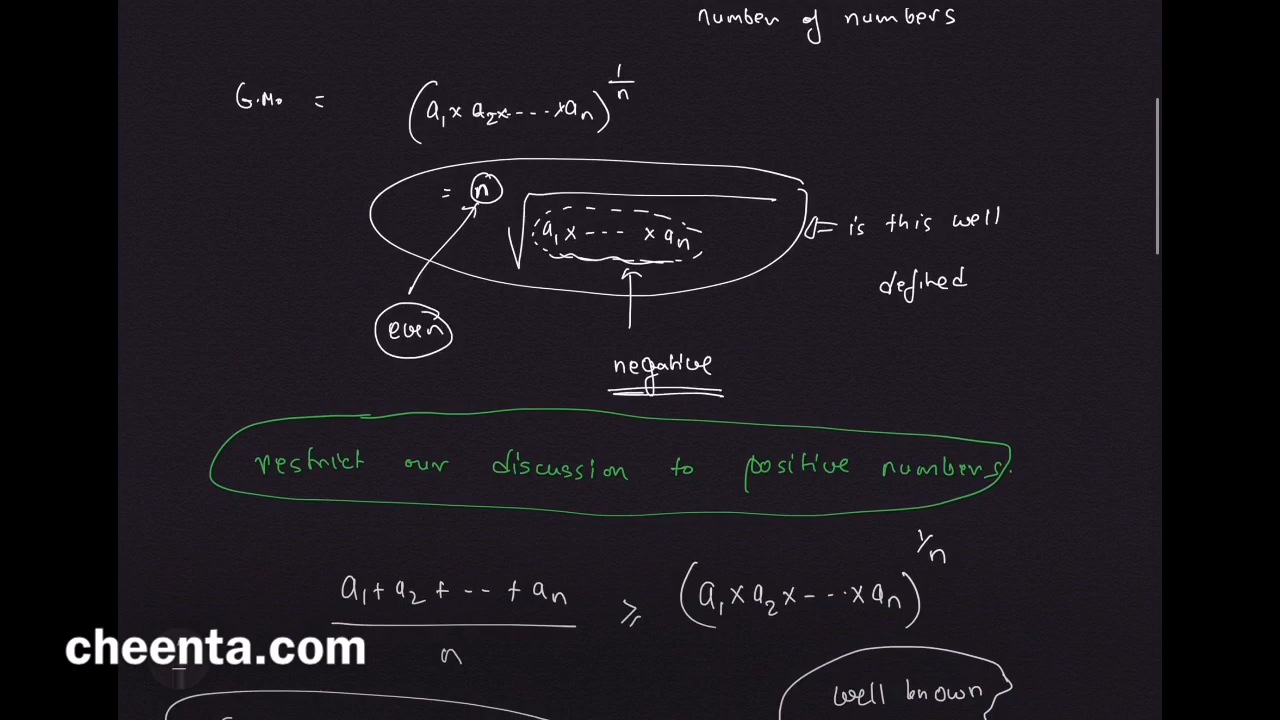 number of numbers
G.M. = (a₁ x a₂ x - - - x aₙ)^(1/n)
= ⁿ√(a₁ x - - - x aₙ)
⇐ is this well
defined
even
negative
restrict our discussion to positive numbers.
(a₁ + a₂ + - - + aₙ) / n ≥ (a₁ x a₂ x - - - x aₙ)^(1/n)
cheenta.com
well known